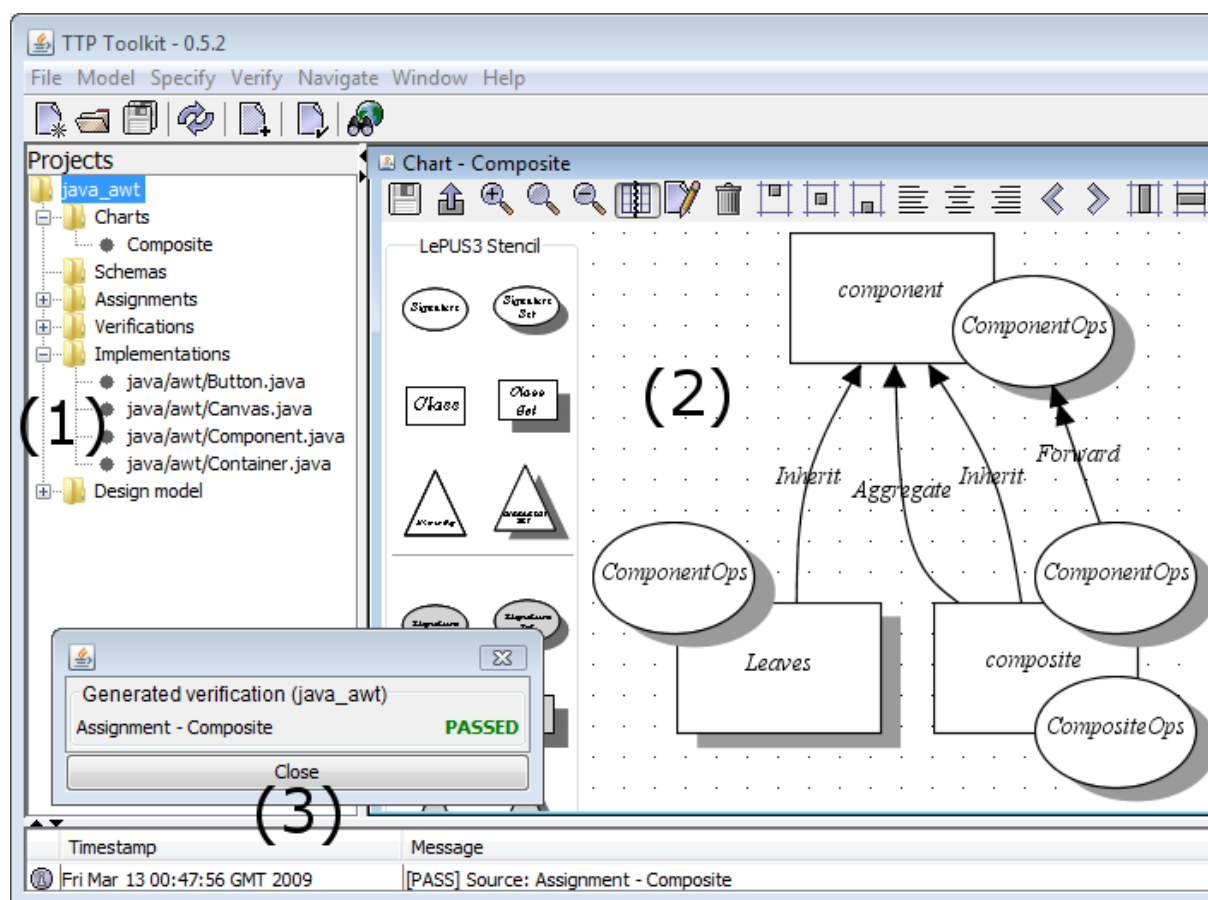 TTP Toolkit - 0.5.2
File Model Specify Verify Navigate Window Help
Projects
java_awt
Charts
Composite
Schemas
Assignments
Verifications
Implementations
java/awt/Button.java
java/awt/Canvas.java
java/awt/Component.java
java/awt/Container.java
Design model
(1)
Chart - Composite
LePUS3 Stencil
Signature
Signature Set
Class
Class Set
component
ComponentOps
(2)
Inherit
Aggregate
Inherit
Forward
ComponentOps
Leaves
ComponentOps
composite
CompositeOps
Generated verification (java_awt)
Assignment - Composite PASSED
Close
(3)
Timestamp Message
Fri Mar 13 00:47:56 GMT 2009 [PASS] Source: Assignment - Composite